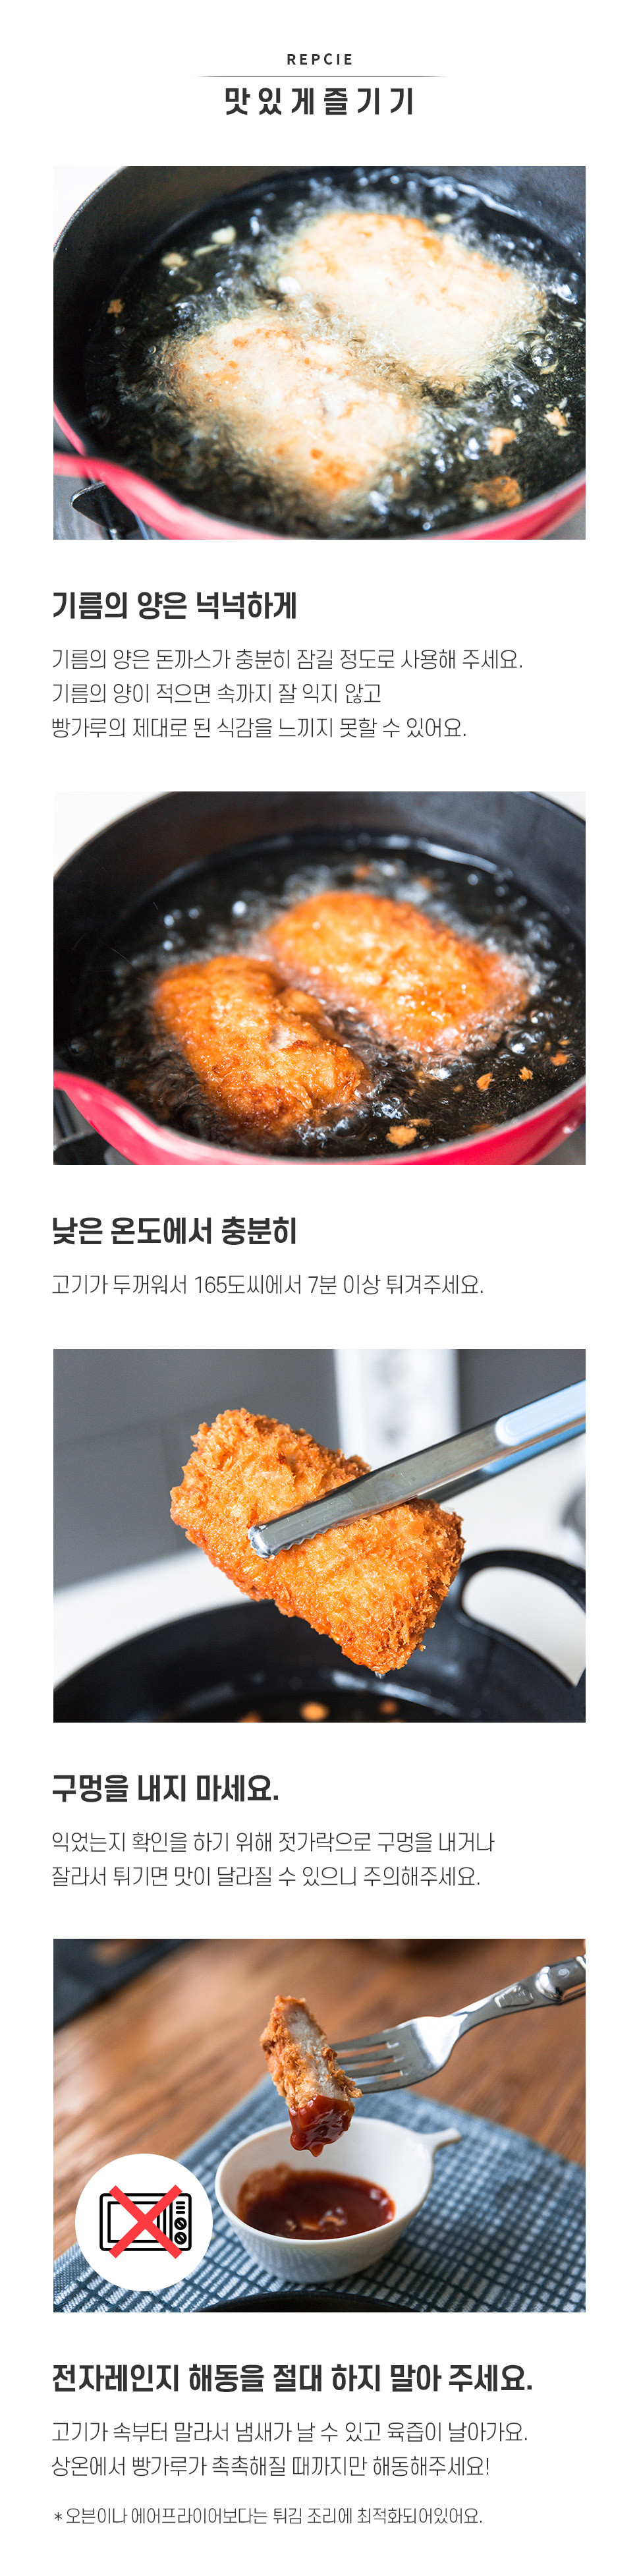 REPCIE
맛있게즐기기
기름의 양은 넉넉하게
기름의 양은 돈까스가 충분히 잠길 정도로 사용해 주세요.
기름의 양이 적으면 속까지 잘 익지 않고
빵가루의 제대로 된 식감을 느끼지 못할 수 있어요.
낮은 온도에서 충분히
고기가 두꺼워서 165도씨에서 7분 이상 튀겨주세요.
구멍을 내지 마세요.
익었는지 확인을 하기 위해 젓가락으로 구멍을 내거나
잘라서 튀기면 맛이 달라질 수 있으니 주의해주세요.
전자레인지 해동을 절대 하지 말아 주세요.
고기가 속부터 말라서 냄새가 날 수 있고 육즙이 날아가요.
상온에서 빵가루가 촉촉해질 때까지만 해동해주세요!
* 오븐이나 에어프라이어보다는 튀김 조리에 최적화되어있어요.